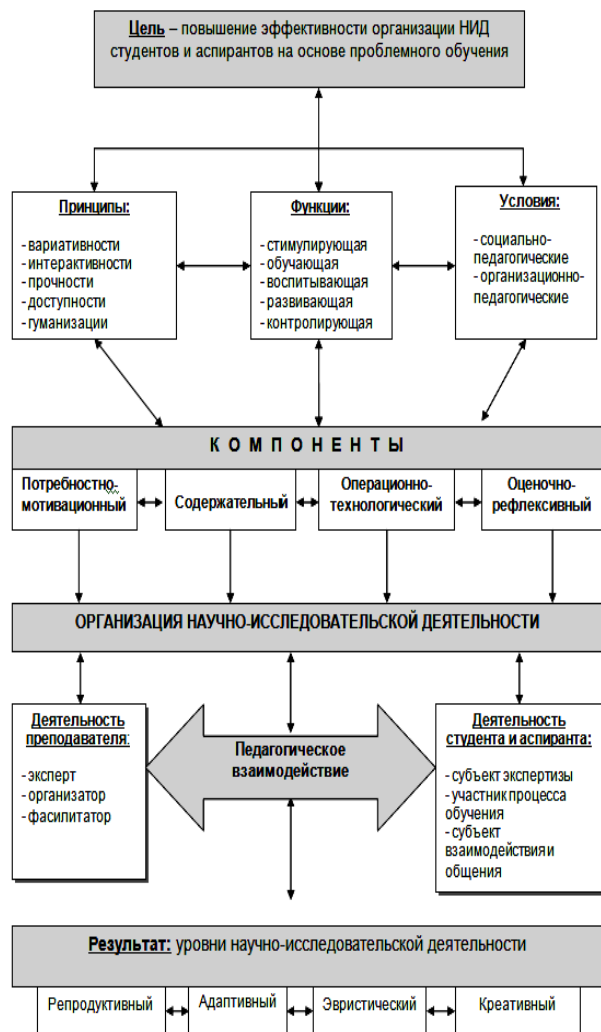 Цель – повышение эффективности организации НИД
студентов и аспирантов на основе проблемного обучения
Принципы:
- вариативности
- интерактивности
- прочности
- доступности
- гуманизации
Функции:
- стимулирующая
- обучающая
- воспитывающая
- развивающая
- контролирующая
Условия:
- социально-
педагогические
- организационно-
педагогические
КОМПОНЕНТЫ
Потребностно-
мотивационный
Содержательный
Операционно-
технологический
Оценочно-
рефлексивный
ОРГАНИЗАЦИЯ НАУЧНО-ИССЛЕДОВАТЕЛЬСКОЙ ДЕЯТЕЛЬНОСТИ
Деятельность
преподавателя:
- эксперт
- организатор
- фасилитатор
Педагогическое
взаимодействие
Деятельность
студента и аспиранта:
- субъект экспертизы
- участник процесса
обучения
- субъект
взаимодействия и
общения
Результат: уровни научно-исследовательской деятельности
Репродуктивный
Адаптивный
Эвристический
Креативный